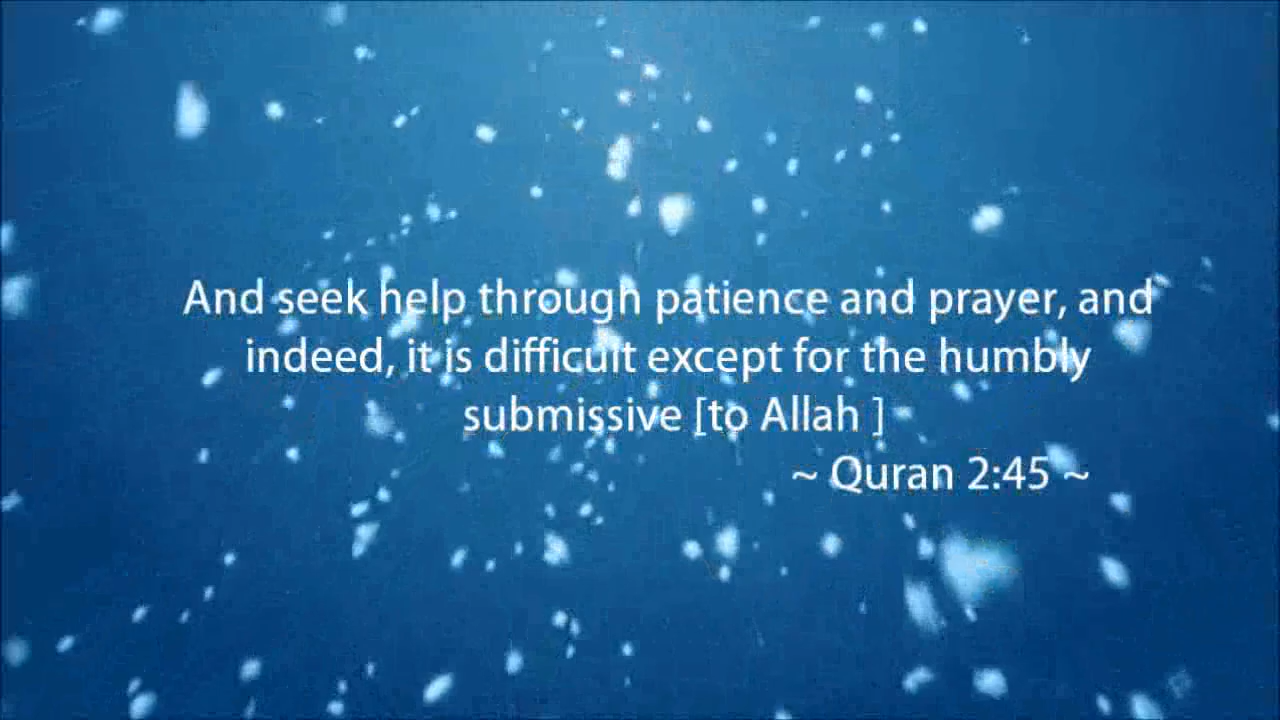 And seek help through patience and prayer, and
indeed, it is difficult except for the humbly
submissive [to Allah ]
~ Quran 2:45 ~